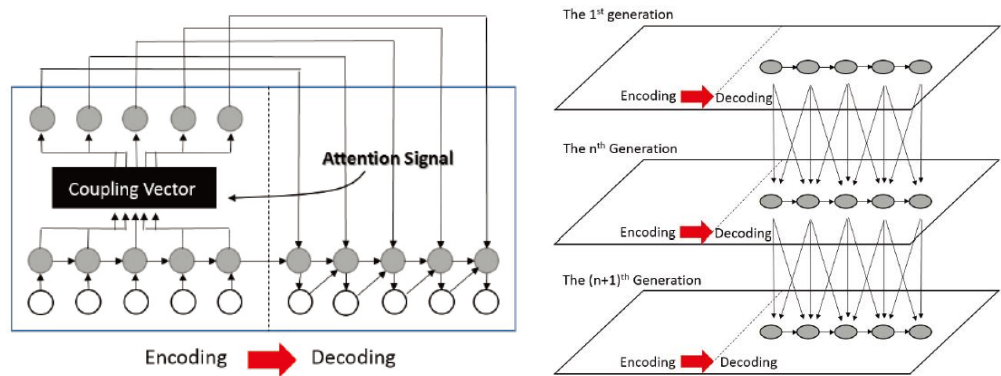 Attention Signal
Coupling Vector
Encoding Decoding
The 1st generation
Encoding Decoding
The nth Generation
Encoding Decoding
The (n+1)th Generation
Encoding Decoding